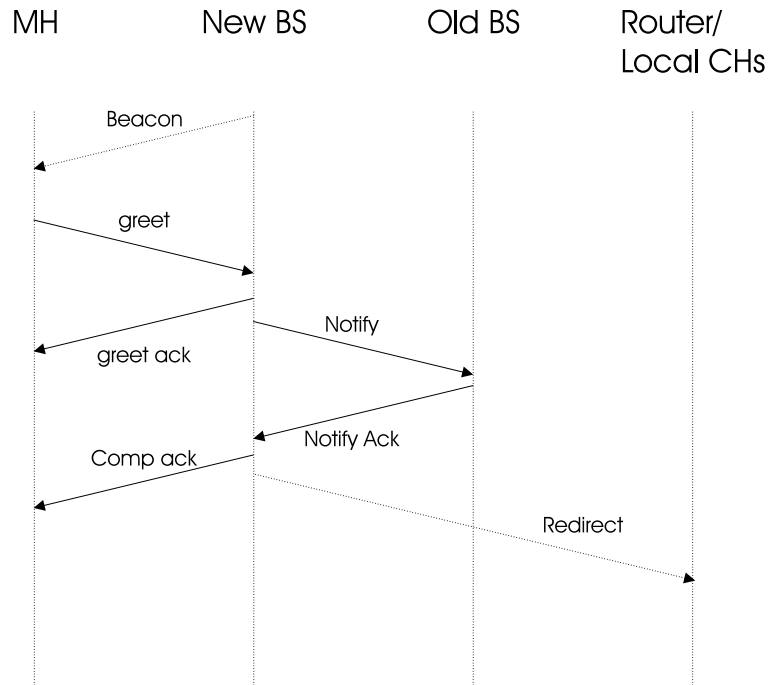 MH
New BS
Old BS
Router/
Local CHs
Beacon
greet
greet ack
Notify
Notify Ack
Comp ack
Redirect